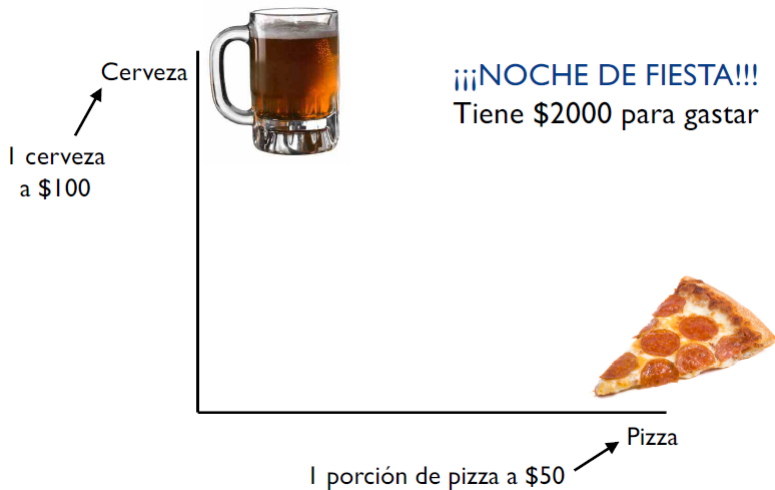 Cerveza
¡¡¡NOCHE DE FIESTA!!!
Tiene $2000 para gastar
1 cerveza
a $100
Pizza
1 porción de pizza a $50